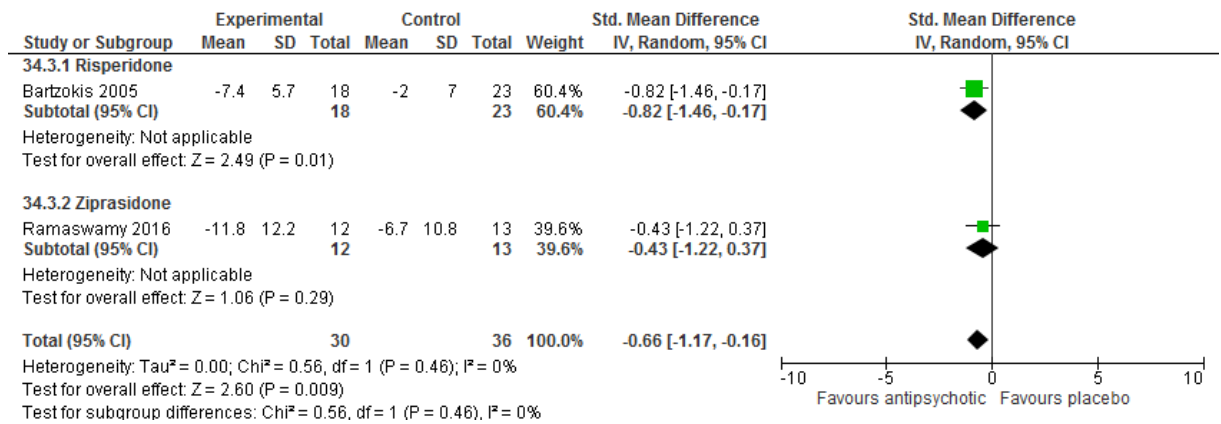 Experimental Control Std. Mean Difference Std. Mean Difference
Study or Subgroup Mean SD Total Mean SD Total Weight IV, Random, 95% CI IV, Random, 95% CI
34.3.1 Risperidone
Bartzokis 2005 -7.4 5.7 18 -2 7 23 60.4% -0.82 [-1.46, -0.17]
Subtotal (95% CI) 18 23 60.4% -0.82 [-1.46, -0.17]
Heterogeneity: Not applicable
Test for overall effect: Z = 2.49 (P = 0.01)
34.3.2 Ziprasidone
Ramaswamy 2016 -11.8 12.2 12 -6.7 10.8 13 39.6% -0.43 [-1.22, 0.37]
Subtotal (95% CI) 12 13 39.6% -0.43 [-1.22, 0.37]
Heterogeneity: Not applicable
Test for overall effect: Z = 1.06 (P = 0.29)
Total (95% CI) 30 36 100.0% -0.66 [-1.17, -0.16]
Heterogeneity: Tau² = 0.00; Chi² = 0.56, df = 1 (P = 0.46); I² = 0%
Test for overall effect: Z = 2.60 (P = 0.009)
Test for subgroup differences: Chi² = 0.56, df = 1 (P = 0.46), I² = 0%
-10 -5 0 5 10
Favours antipsychotic Favours placebo